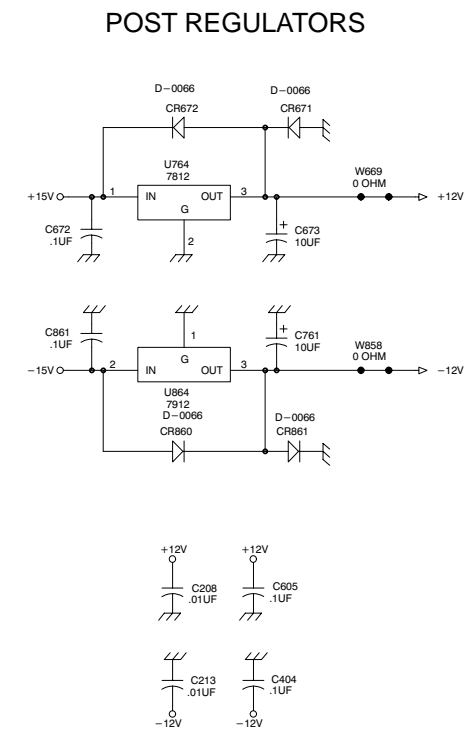 POST REGULATORS
D-0066
CR672
D-0066
CR671
U764
7812
+15V
1
IN
OUT
3
G
2
W669
0 OHM
+12V
C672
.1UF
+
C673
10UF
C861
.1UF
1
+
C761
10UF
W858
0 OHM
-15V
2
IN
G
OUT
3
-12V
U864
7912
D-0066
CR860
D-0066
CR861
+12V
+12V
C208
.01UF
C605
.1UF
C213
.01UF
C404
.1UF
-12V
-12V